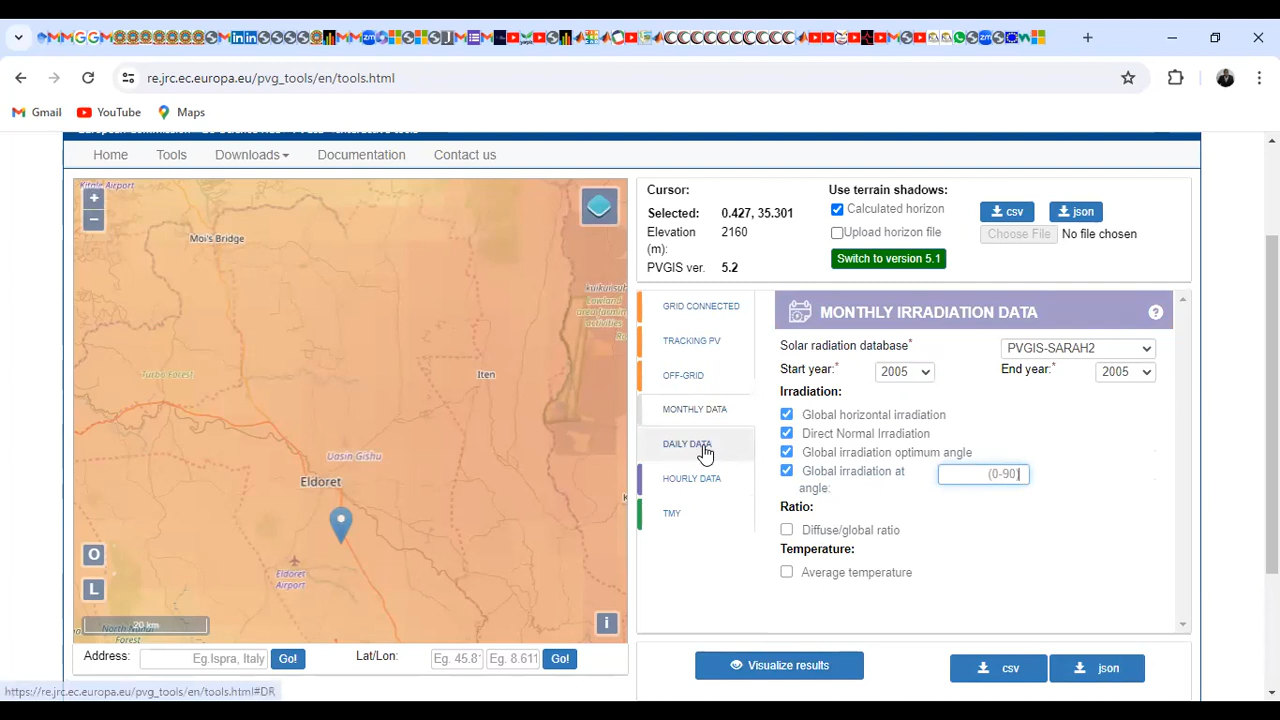 re.jrc.ec.europa.eu/pvg_tools/en/tools.html
Gmail
YouTube
Maps
Home
Tools
Downloads
Documentation
Contact us
Kitale Airport
Moi's Bridge
Turbo Forest
Iten
Uasin Gishu
Eldoret
Eldoret
Airport
Forest
20 km
+
−
O
L
i
Address:
Eg.Ispra, Italy
Go!
Lat/Lon:
Eg. 45.8
Eg. 8.611
Go!
Cursor:
Selected: 0.427, 35.301
Elevation 2160
(m):
PVGIS ver. 5.2
Use terrain shadows:
Calculated horizon
csv
json
Upload horizon file
Choose File No file chosen
Switch to version 5.1
GRID CONNECTED
TRACKING PV
OFF-GRID
MONTHLY DATA
DAILY DATA
HOURLY DATA
TMY
MONTHLY IRRADIATION DATA
?
Solar radiation database* PVGIS-SARAH2
Start year:* 2005 End year:* 2005
Irradiation:
Global horizontal irradiation
Direct Normal Irradiation
Global irradiation optimum angle
Global irradiation at (0-90)
angle:
Ratio:
Diffuse/global ratio
Temperature:
Average temperature
Visualize results
csv
json
https://re.jrc.ec.europa.eu/pvg_tools/en/tools.html#DR